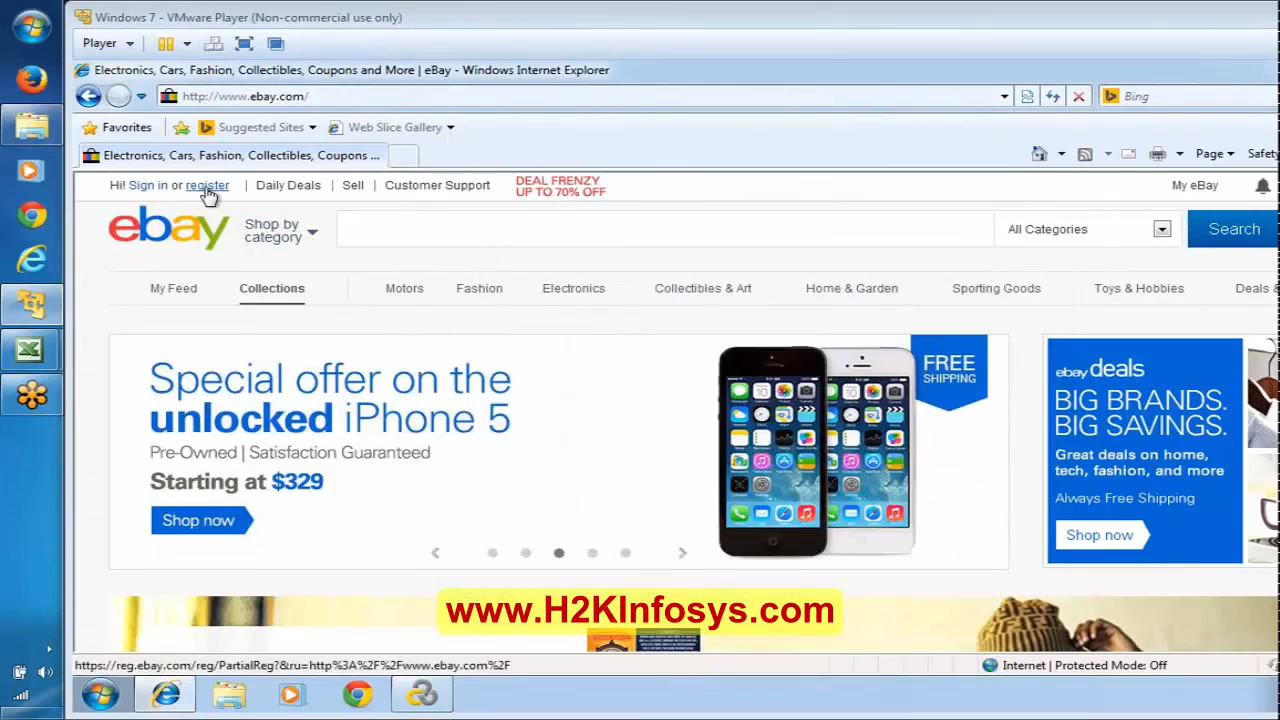 Windows 7 - VMware Player (Non-commercial use only)
Player
Electronics, Cars, Fashion, Collectibles, Coupons and More | eBay - Windows Internet Explorer
http://www.ebay.com/
Bing
Favorites
Suggested Sites
Web Slice Gallery
Electronics, Cars, Fashion, Collectibles, Coupons ...
Page
Safety
Hi! Sign in or register | Daily Deals | Sell | Customer Support
DEAL FRENZY
UP TO 70% OFF
My eBay
ebay
Shop by
category
All Categories
Search
My Feed
Collections
Motors
Fashion
Electronics
Collectibles & Art
Home & Garden
Sporting Goods
Toys & Hobbies
Deals &
Special offer on the
unlocked iPhone 5
Pre-Owned | Satisfaction Guaranteed
Starting at $329
Shop now
FREE
SHIPPING
ebay deals
BIG BRANDS.
BIG SAVINGS.
Great deals on home,
tech, fashion, and more
Always Free Shipping
Shop now
www.H2KInfosys.com
https://reg.ebay.com/reg/PartialReg?&ru=http%3A%2F%2Fwww.ebay.com%2F
Internet | Protected Mode: Off